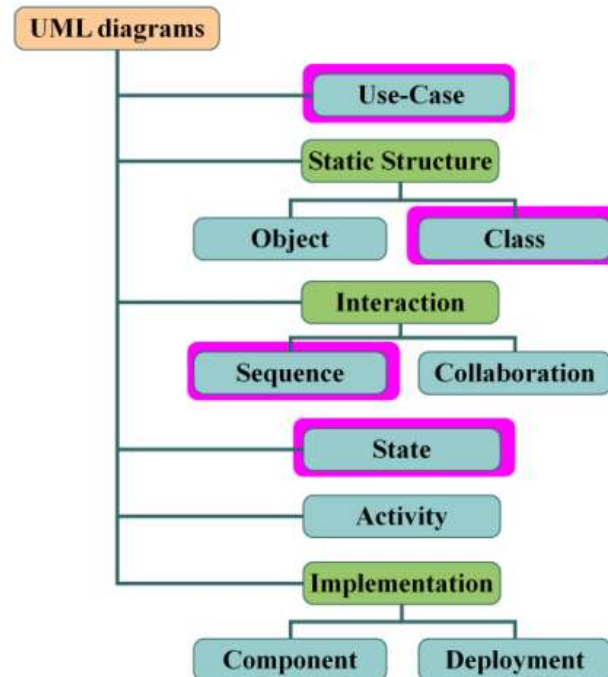 UML diagrams
Use-Case
Static Structure
Object
Class
Interaction
Sequence
Collaboration
State
Activity
Implementation
Component
Deployment